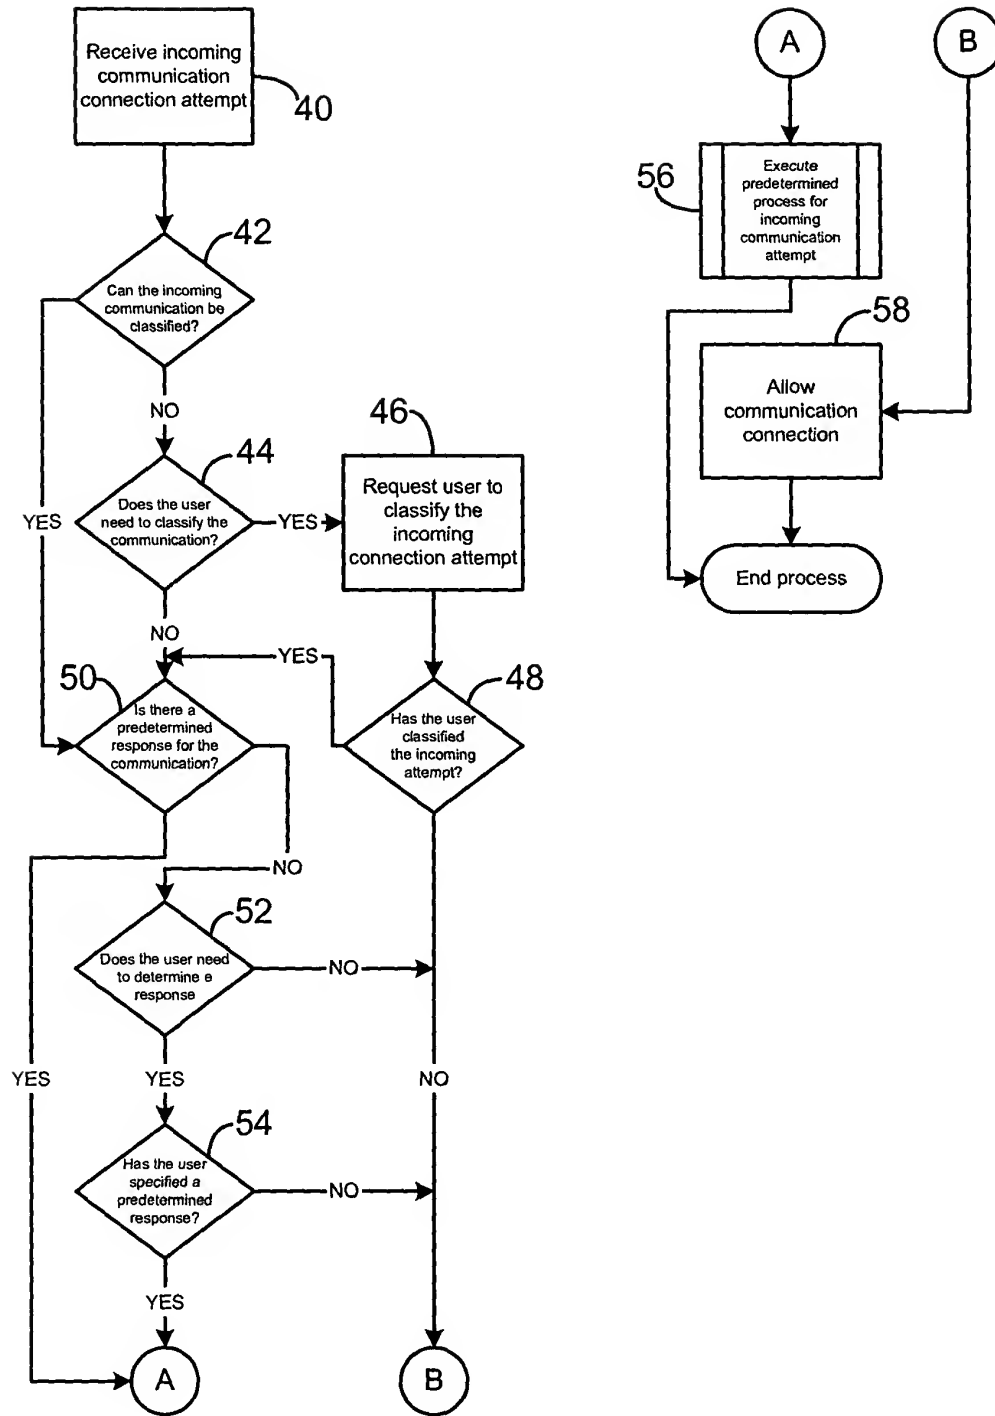 Receive incoming
communication
connection attempt
40
42
Can the incoming
communication be
classified?
NO
YES
44
Does the user
need to classify the
communication?
YES
46
Request user to
classify the
incoming
connection attempt
NO
YES
48
Has the user
classified
the incoming
attempt?
50
Is there a
predetermined
response for the
communication?
NO
52
Does the user need
to determine e
response
NO
YES
YES
NO
54
Has the user
specified a
predetermined
response?
NO
YES
A
B
A
B
56
Execute
predetermined
process for
incoming
communication
attempt
58
Allow
communication
connection
End process